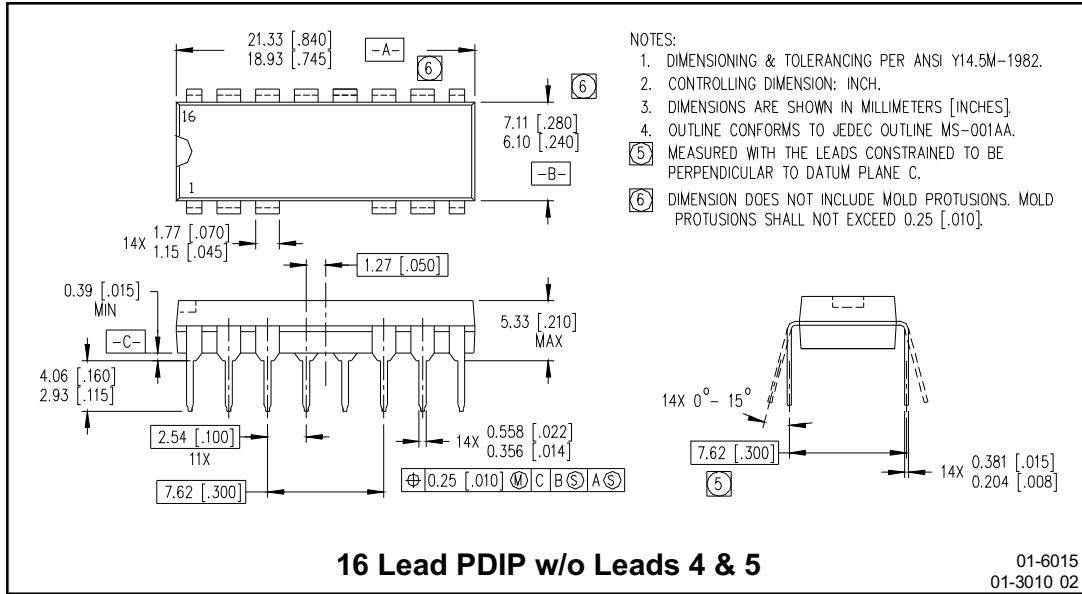 21.33 [.840]
18.93 [.745]
-A-
6
6
16
1
7.11 [.280]
6.10 [.240]
-B-
14X 1.77 [.070]
1.15 [.045]
1.27 [.050]
NOTES:
1. DIMENSIONING & TOLERANCING PER ANSI Y14.5M-1982.
2. CONTROLLING DIMENSION: INCH.
3. DIMENSIONS ARE SHOWN IN MILLIMETERS [INCHES].
4. OUTLINE CONFORMS TO JEDEC OUTLINE MS-001AA.
5 MEASURED WITH THE LEADS CONSTRAINED TO BE
PERPENDICULAR TO DATUM PLANE C.
6 DIMENSION DOES NOT INCLUDE MOLD PROTUSIONS. MOLD
PROTUSIONS SHALL NOT EXCEED 0.25 [.010].
0.39 [.015]
MIN
-C-
4.06 [.160]
2.93 [.115]
5.33 [.210]
MAX
2.54 [.100]
11X
7.62 [.300]
14X 0.558 [.022]
0.356 [.014]
⌖ 0.25 [.010] Ⓜ C B Ⓢ A Ⓢ
14X 0°- 15°
7.62 [.300]
5
14X 0.381 [.015]
0.204 [.008]
16 Lead PDIP w/o Leads 4 & 5
01-6015
01-3010 02